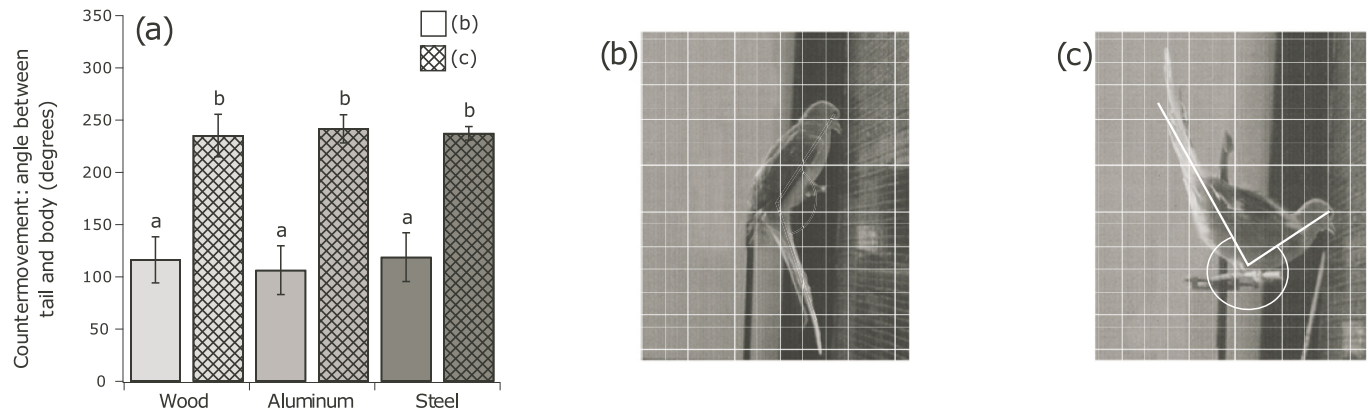 Countermovement: angle between
tail and body (degrees)
350
300
250
200
150
100
50
0
(a)
(b)
(c)
a
b
a
b
a
b
Wood
Aluminum
Steel
(b)
(c)